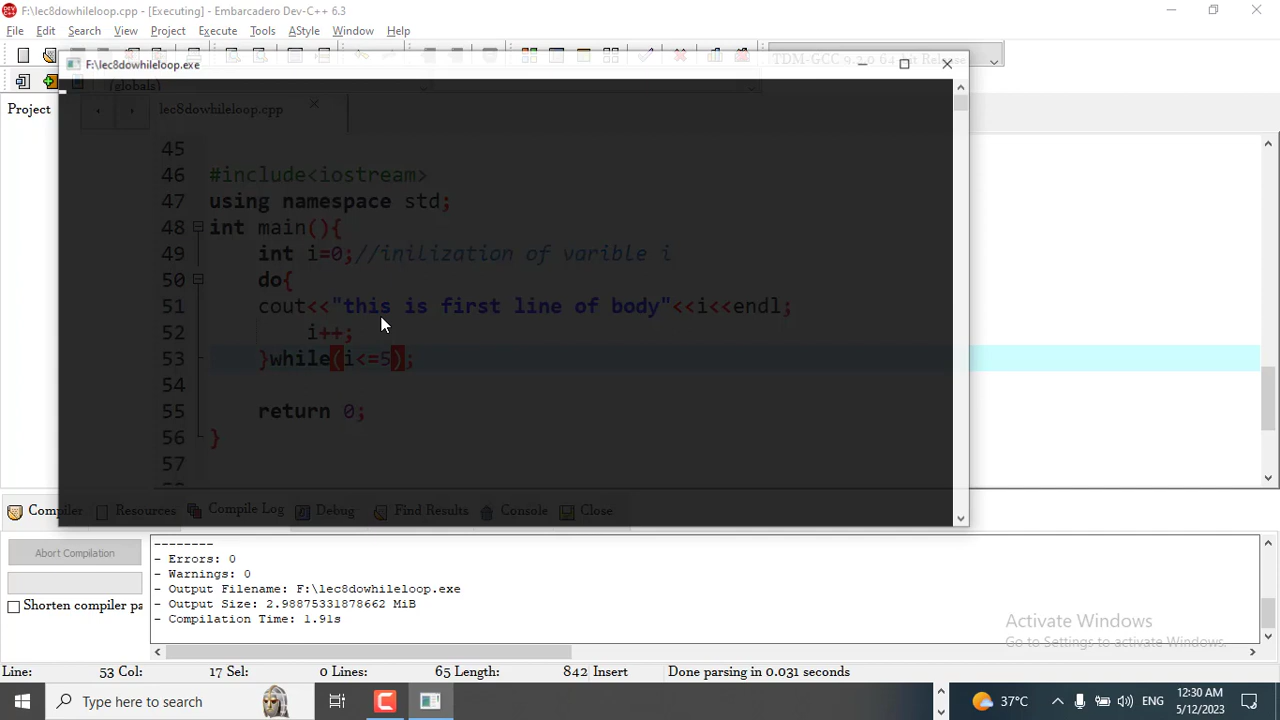 F:\lec8dowhileloop.cpp - [Executing] - Embarcadero Dev-C++ 6.3
File Edit Search View Project Execute Tools AStyle Window Help
F:\lec8dowhileloop.exe
TDM-GCC 9.2.0 64-bit Release
(globals)
Project
lec8dowhileloop.cpp
45
46 #include<iostream>
47 using namespace std;
48 int main(){
49 int i=0;//inilization of varible i
50 do{
51 cout<<"this is first line of body"<<i<<endl;
52 i++;
53 }while(i<=5);
54
55 return 0;
56 }
57
Compiler Resources Compile Log Debug Find Results Console Close
Abort Compilation
Shorten compiler pa
--------
- Errors: 0
- Warnings: 0
- Output Filename: F:\lec8dowhileloop.exe
- Output Size: 2.98875331878662 MiB
- Compilation Time: 1.91s
Activate Windows
Go to Settings to activate Windows.
Line: 53 Col: 17 Sel: 0 Lines: 65 Length: 842 Insert Done parsing in 0.031 seconds
Type here to search
37°C
ENG
12:30 AM
5/12/2023